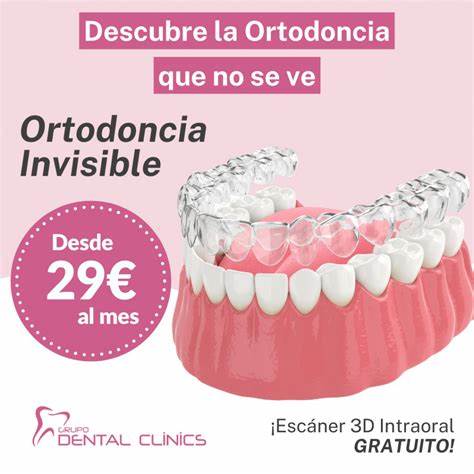 Descubre la Ortodoncia
que no se ve
Ortodoncia
Invisible
Desde
29€
al mes
GRUPO
DENTAL CLINICS
¡Escáner 3D Intraoral
GRATUITO!